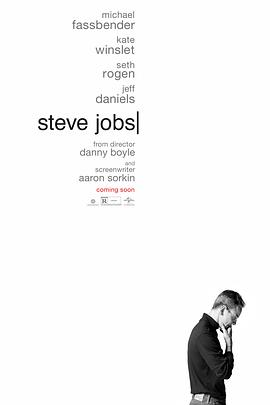 michael
fassbender
kate
winslet
seth
rogen
jeff
daniels
steve jobs
from director
danny boyle
and
screenwriter
aaron sorkin
coming soon
R